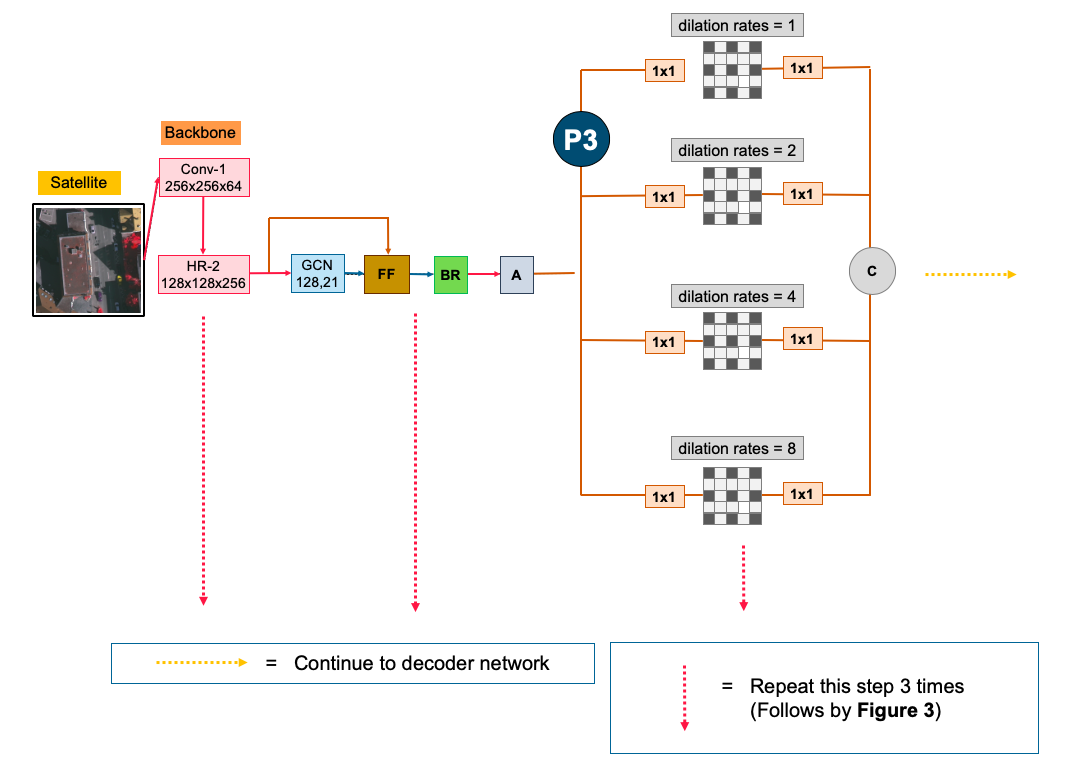 dilation rates = 1
1x1
1x1
P3
Backbone
Conv-1
256x256x64
Satellite
dilation rates = 2
1x1
1x1
HR-2
128x128x256
GCN
128,21
FF
BR
A
C
dilation rates = 4
1x1
1x1
dilation rates = 8
1x1
1x1
= Continue to decoder network
= Repeat this step 3 times
(Follows by Figure 3)